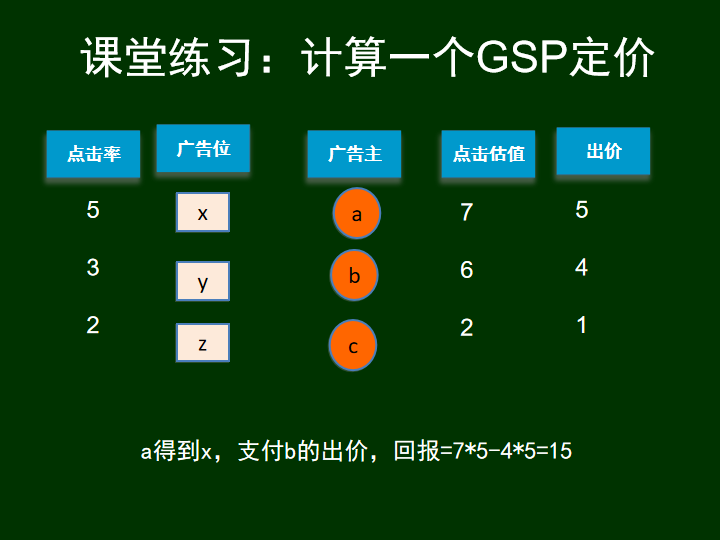 课堂练习：计算一个GSP定价
点击率 广告位 广告主 点击估值 出价
5 x a 7 5
3 y b 6 4
2 z c 2 1
a得到x，支付b的出价，回报=7*5-4*5=15